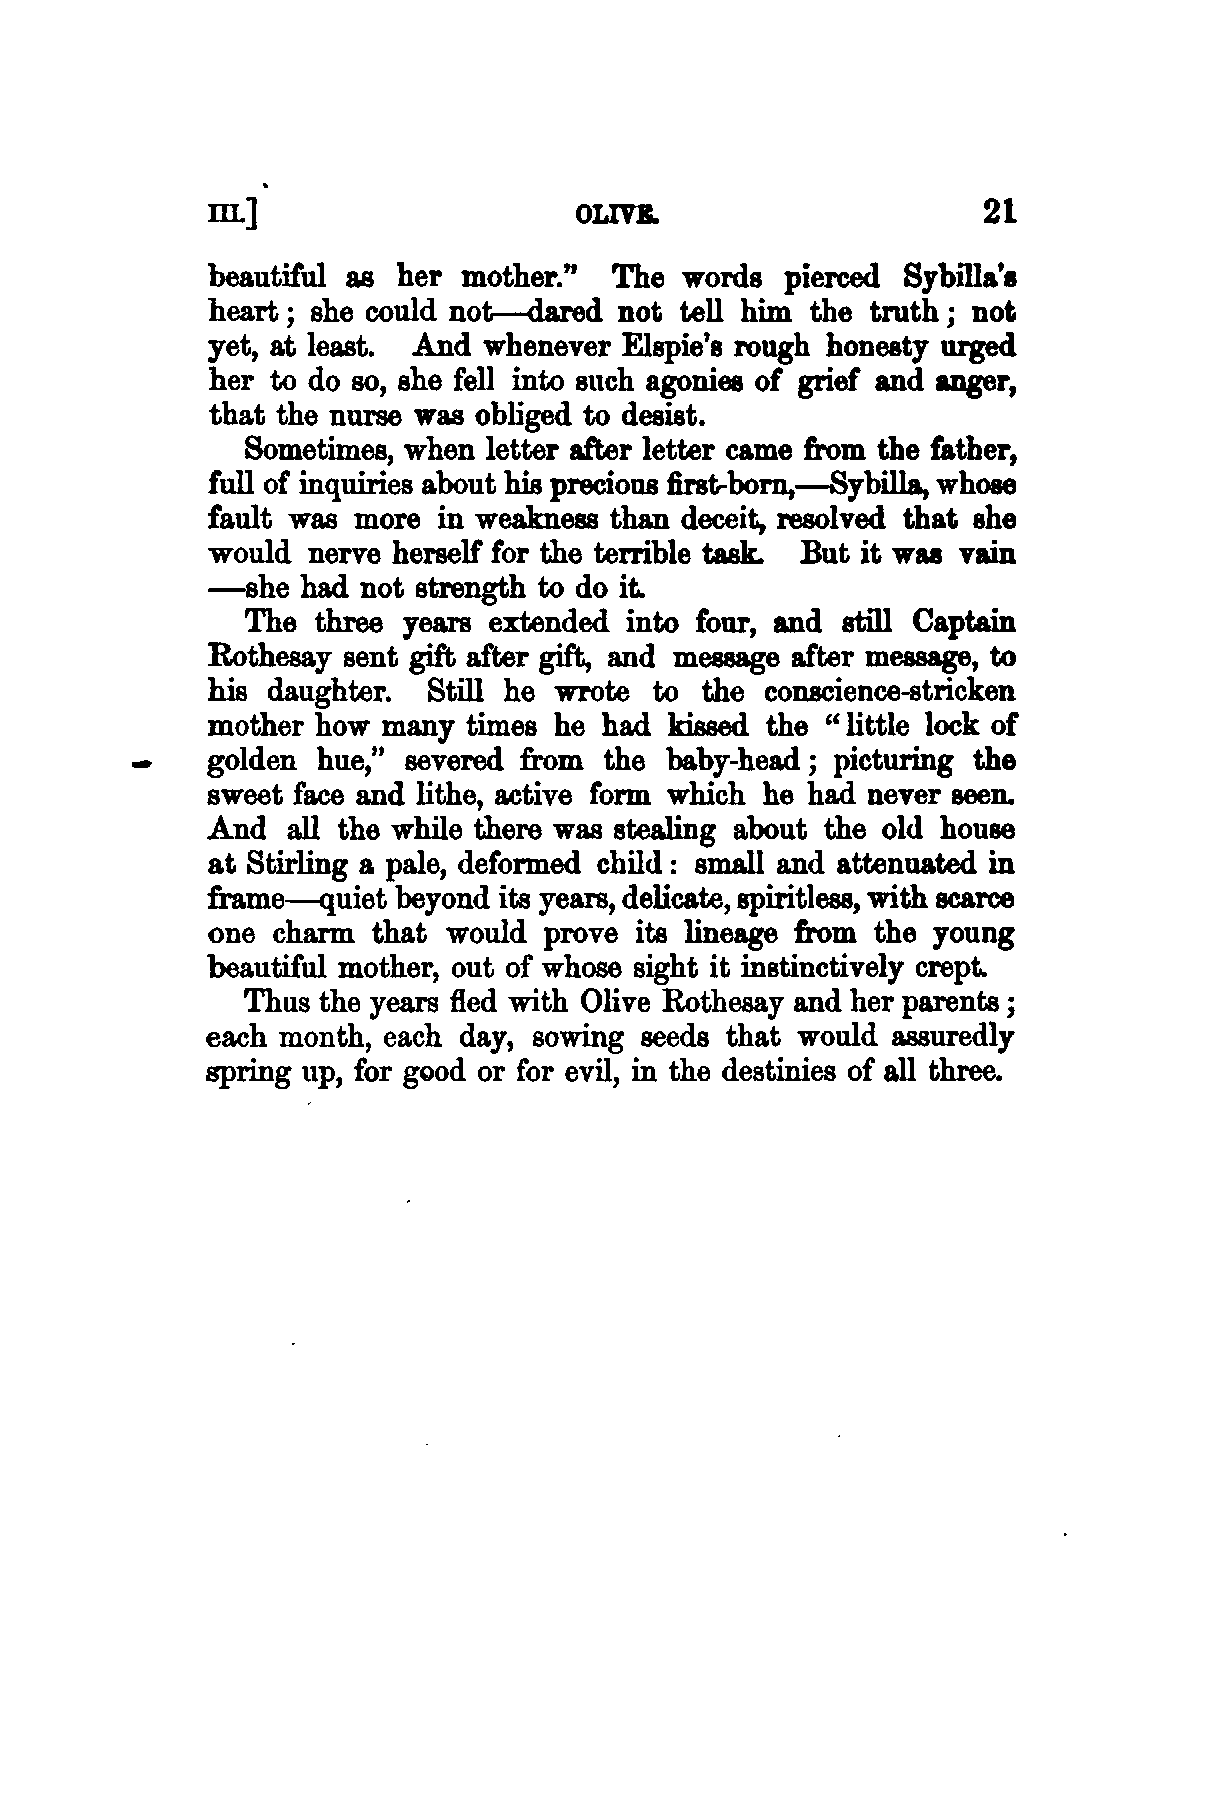 III.] OLIVE. 21
beautiful as her mother.” The words pierced Sybilla's
heart; she could not—dared not tell him the truth; not
yet, at least. And whenever Elspie's rough honesty urged
her to do so, she fell into such agonies of grief and anger,
that the nurse was obliged to desist.
Sometimes, when letter after letter came from the father,
full of inquiries about his precious first-born,—Sybilla, whose
fault was more in weakness than deceit, resolved that she
would nerve herself for the terrible task. But it was vain
—she had not strength to do it.
The three years extended into four, and still Captain
Rothesay sent gift after gift, and message after message, to
his daughter. Still he wrote to the conscience-stricken
mother how many times he had kissed the “little lock of
golden hue,” severed from the baby-head; picturing the
sweet face and lithe, active form which he had never seen.
And all the while there was stealing about the old house
at Stirling a pale, deformed child: small and attenuated in
frame—quiet beyond its years, delicate, spiritless, with scarce
one charm that would prove its lineage from the young
beautiful mother, out of whose sight it instinctively crept.
Thus the years fled with Olive Rothesay and her parents;
each month, each day, sowing seeds that would assuredly
spring up, for good or for evil, in the destinies of all three.